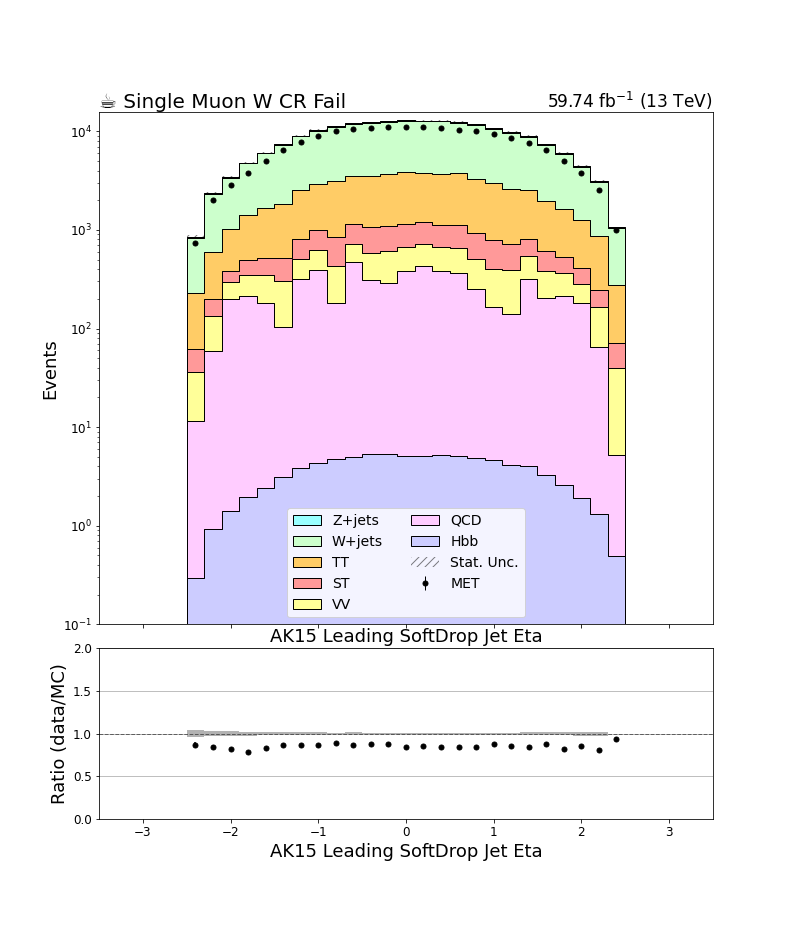 ☕ Single Muon W CR Fail 59.74 fb⁻¹ (13 TeV)
Events
10⁴
10³
10²
10¹
10⁰
10⁻¹
Z+jets
W+jets
TT
ST
VV
QCD
Hbb
Stat. Unc.
MET
AK15 Leading SoftDrop Jet Eta
Ratio (data/MC)
2.0
1.5
1.0
0.5
0.0
−3 −2 −1 0 1 2 3
AK15 Leading SoftDrop Jet Eta